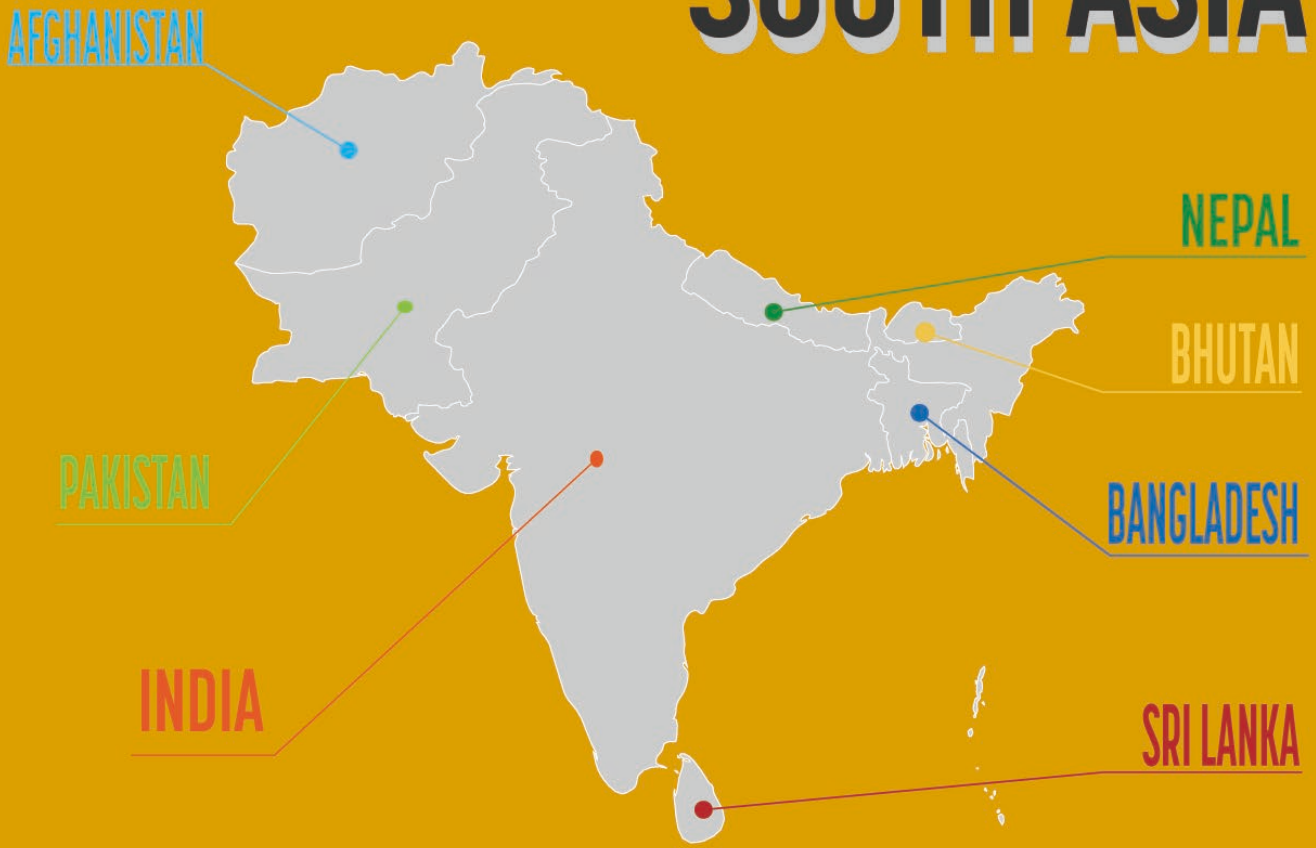 SOUTH ASIA
AFGHANISTAN
NEPAL
BHUTAN
PAKISTAN
BANGLADESH
INDIA
SRI LANKA